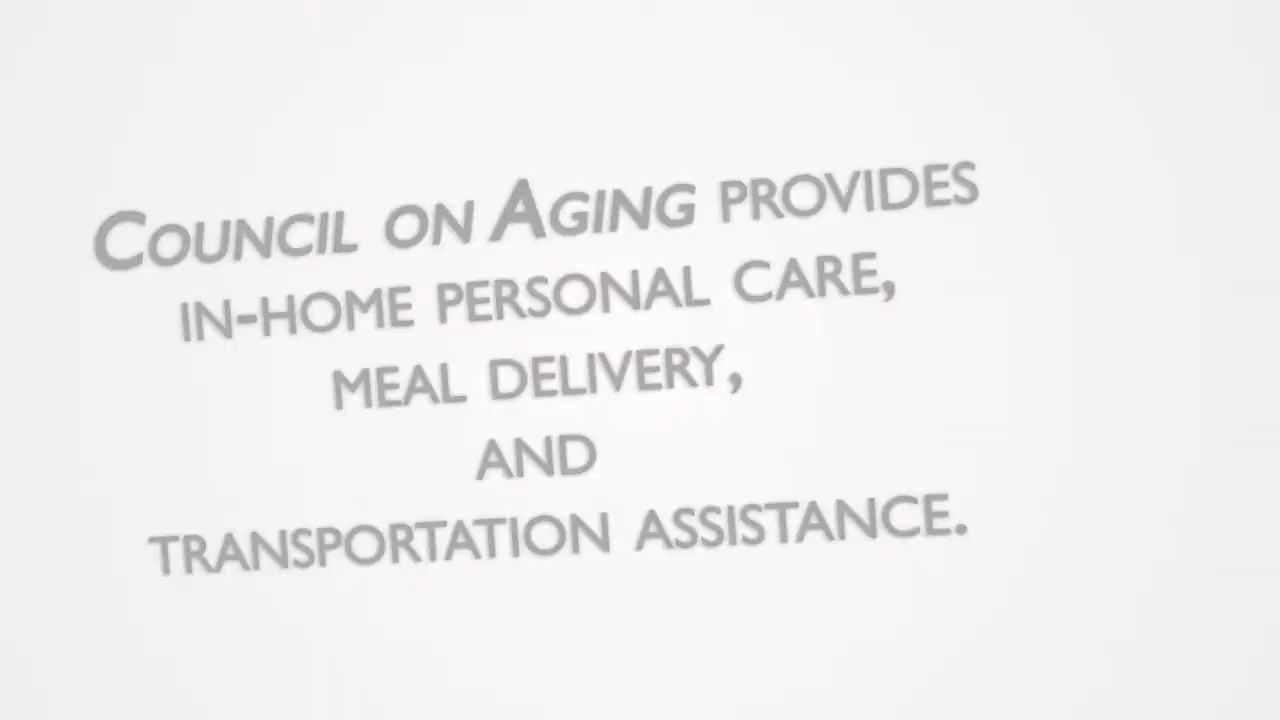 Council on Aging provides
in-home personal care,
meal delivery,
and
transportation assistance.